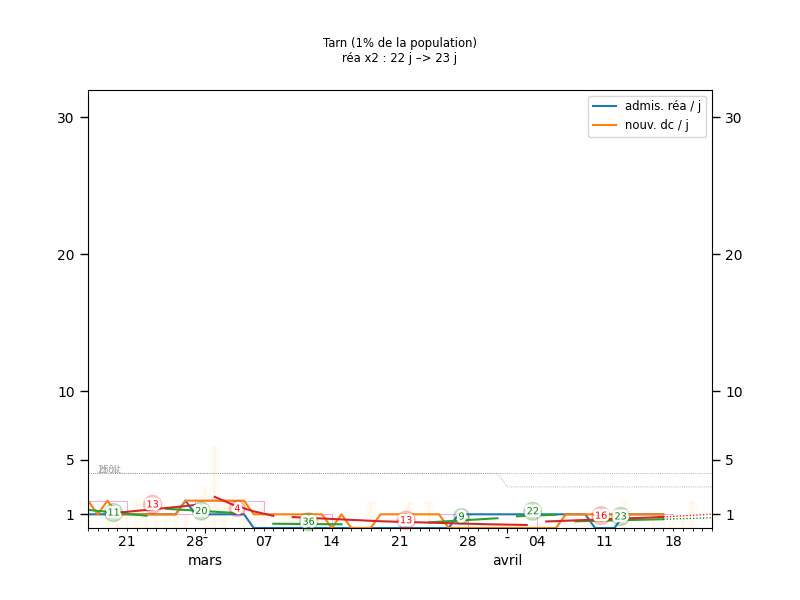 Tarn (1% de la population)
réa x2 : 22 j –> 23 j
admis. réa / j
nouv. dc / j
30 30
20 20
10 10
5 5
1 1
11 13 20 4 36 13 9 22 16 23
21 28 07 14 21 28 - 04 11 18
mars avril